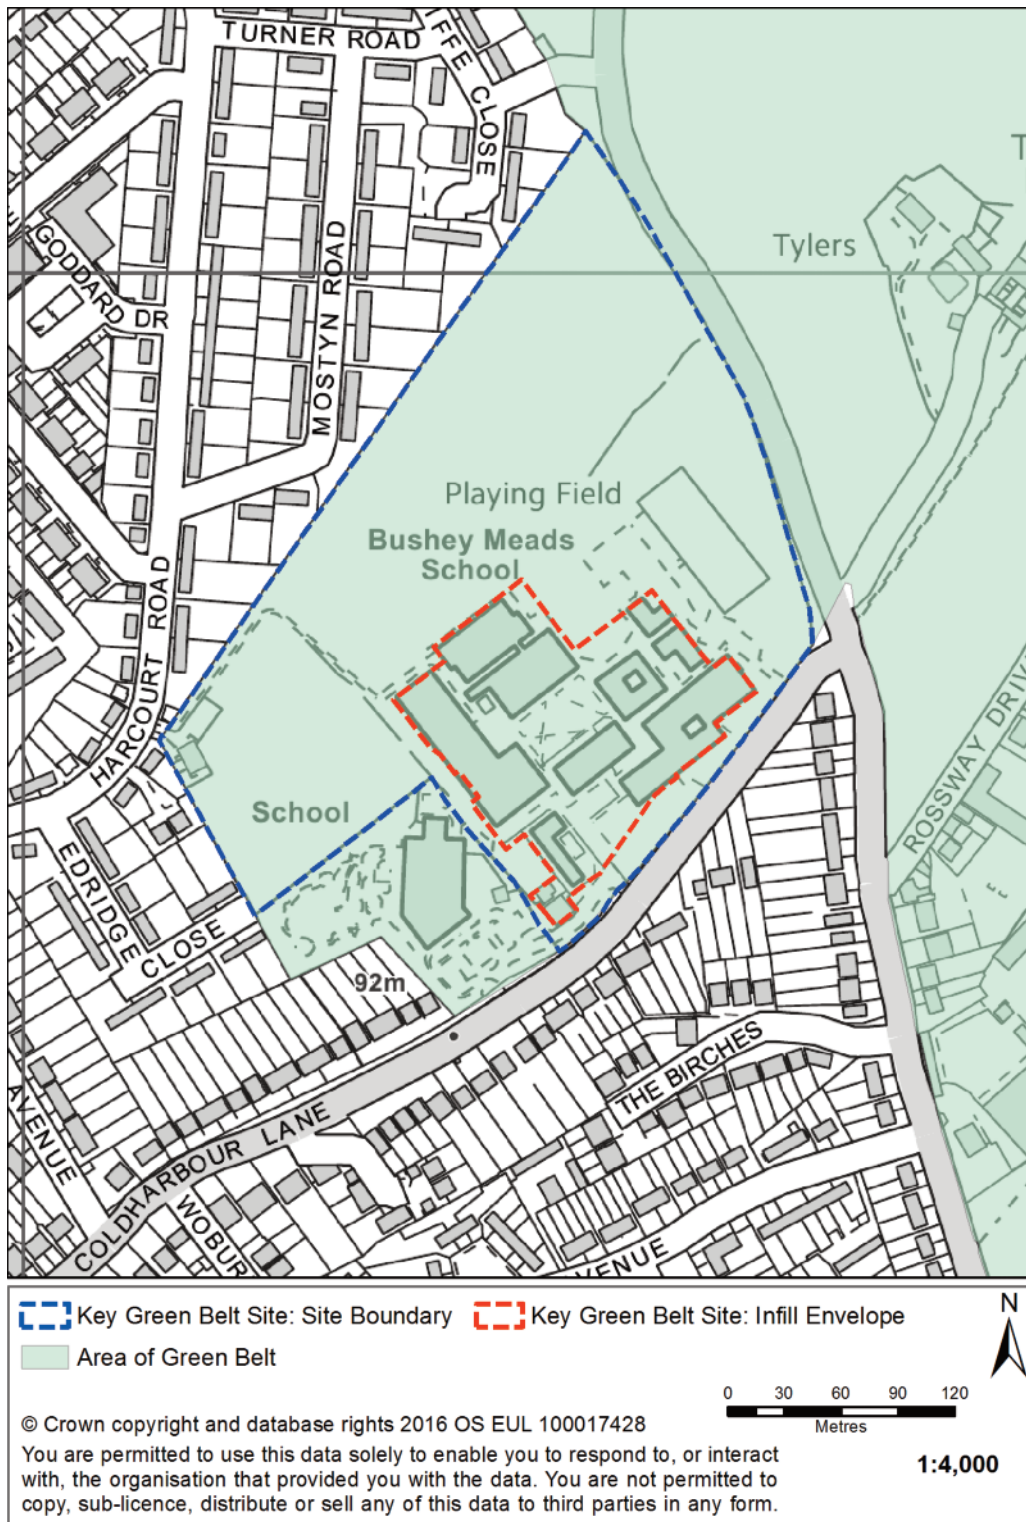 TURNER ROAD
IFFE CLOSE
T
GODDARD DR
MOSTYN ROAD
Tylers
Playing Field
Bushey Meads
School
HARCOURT ROAD
School
ROSSWAY DRIV
EDRIDGE
CLOSE
92m
THE BIRCHES
AVENUE
COLDHARBOUR LANE
WOBUR
VENUE
Key Green Belt Site: Site Boundary
Key Green Belt Site: Infill Envelope
N
Area of Green Belt
0 30 60 90 120
Metres
© Crown copyright and database rights 2016 OS EUL 100017428
You are permitted to use this data solely to enable you to respond to, or interact
with, the organisation that provided you with the data. You are not permitted to
copy, sub-licence, distribute or sell any of this data to third parties in any form.
1:4,000